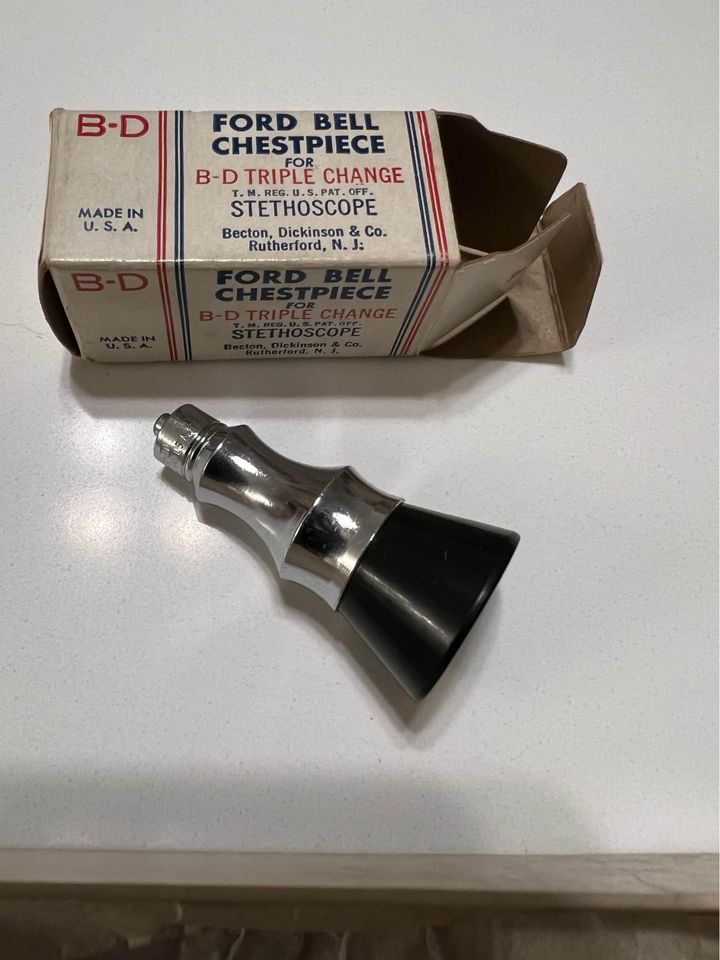 B-D
MADE IN
U. S. A.
FORD BELL
CHESTPIECE
FOR
B-D TRIPLE CHANGE
T. M. REG. U. S. PAT. OFF.
STETHOSCOPE
Becton, Dickinson & Co.
Rutherford, N. J.
B-D
MADE IN
U. S. A.
FORD BELL
CHESTPIECE
FOR
B-D TRIPLE CHANGE
T. M. REG. U. S. PAT. OFF.
STETHOSCOPE
Becton, Dickinson & Co.
Rutherford, N. J.